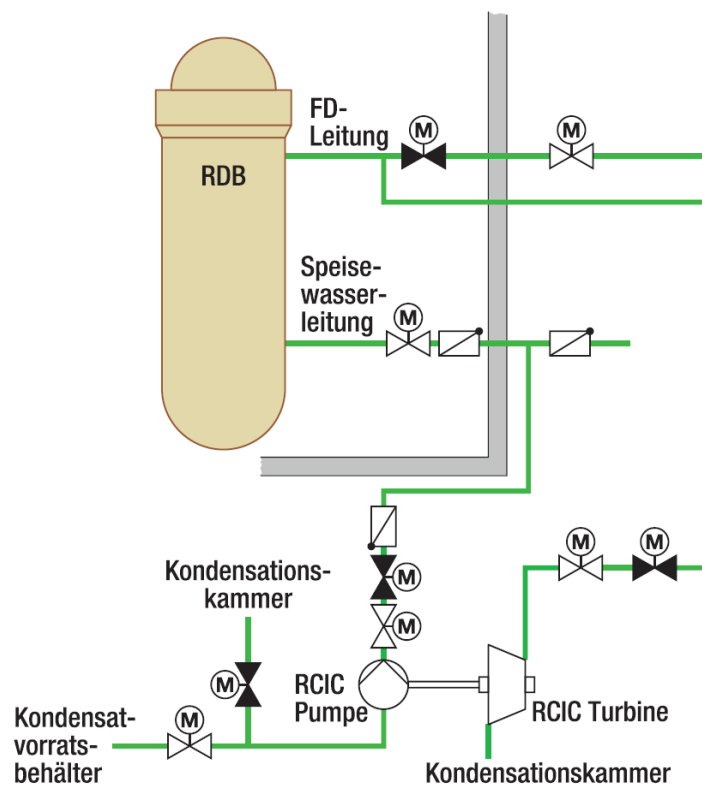 FD-
Leitung
M
M
RDB
Speise-
wasser-
leitung
M
M
Kondensations-
kammer
M
M
M
M
RCIC
Pumpe
RCIC Turbine
Kondensat-
vorrats-
behälter
M
Kondensationskammer